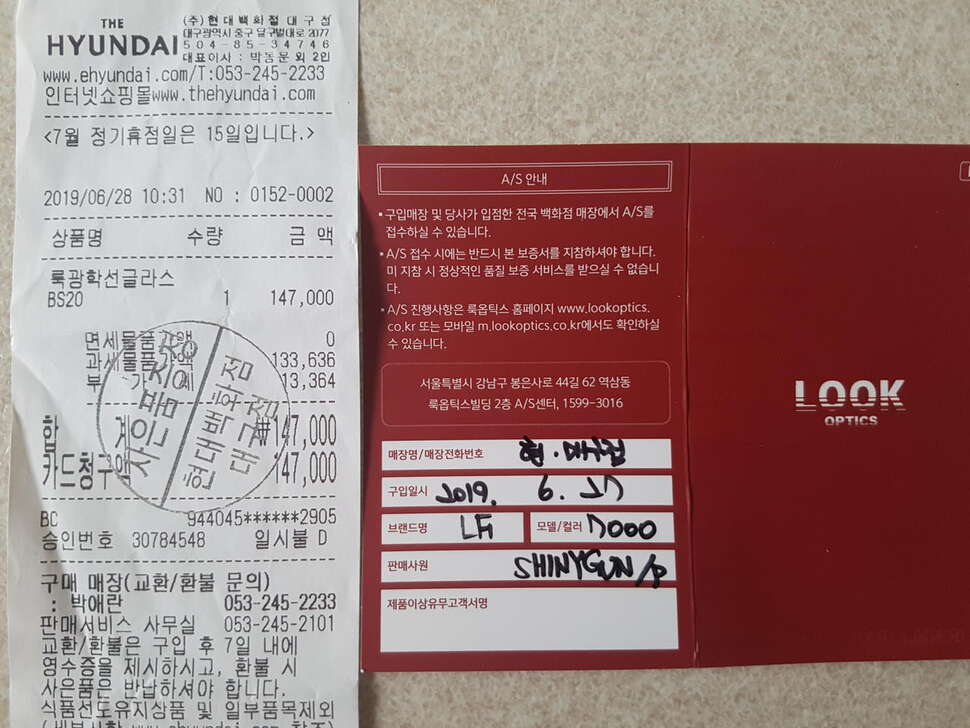 THE
HYUNDAI
(주)현대백화점대구점
대구광역시중구 달구벌대로 2077
504-85-34746
대표이사 : 박동문 외 2인
www.ehyundai.com/T:053-245-2233
인터넷쇼핑몰www.thehyundai.com
<7월 정기휴점일은 15일입니다.>
2019/06/28 10:31 NO : 0152-0002
상품명 수량 금 액
룩광학선글라스
BS20 1 147,000
면세물품가액 0
과세물품가액 133,636
부 가 세 13,364
합 계 ₩147,000
카드청구액 147,000
사은품증정
현대백화점
대구점
BC 944045******2905
승인번호 30784548 일시불 D
구매 매장(교환/환불 문의)
: 박애란 053-245-2233
판매서비스 사무실 053-245-2101
교환/환불은 구입 후 7일 내에
영수증을 제시하시고, 환불 시
사은품은 반납하셔야 합니다.
식품선도유지상품 및 일부품목제외
A/S 안내
• 구입매장 및 당사가 입점한 전국 백화점 매장에서 A/S를
접수하실 수 있습니다.
• A/S 접수 시에는 반드시 본 보증서를 지참하셔야 합니다.
미 지참 시 정상적인 품질 보증 서비스를 받으실 수 없습니
다.
• A/S 진행사항은 룩옵틱스 홈페이지 www.lookoptics.
co.kr 또는 모바일 m.lookoptics.co.kr에서도 확인하실
수 있습니다.
서울특별시 강남구 봉은사로 44길 62 역삼동
룩옵틱스빌딩 2층 A/S센터, 1599-3016
매장명/매장전화번호 현.대구점
구입일시 2019. 6. 27
브랜드명 모델/컬러 7000
판매사원
제품이상유무고객서명
LOOK
OPTICS